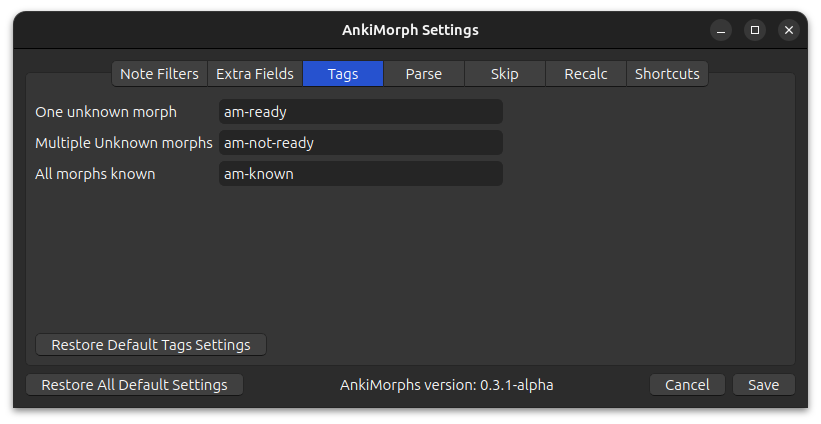 AnkiMorph Settings
Note Filters Extra Fields Tags Parse Skip Recalc Shortcuts
One unknown morph am-ready
Multiple Unknown morphs am-not-ready
All morphs known am-known
Restore Default Tags Settings
Restore All Default Settings AnkiMorphs version: 0.3.1-alpha Cancel Save